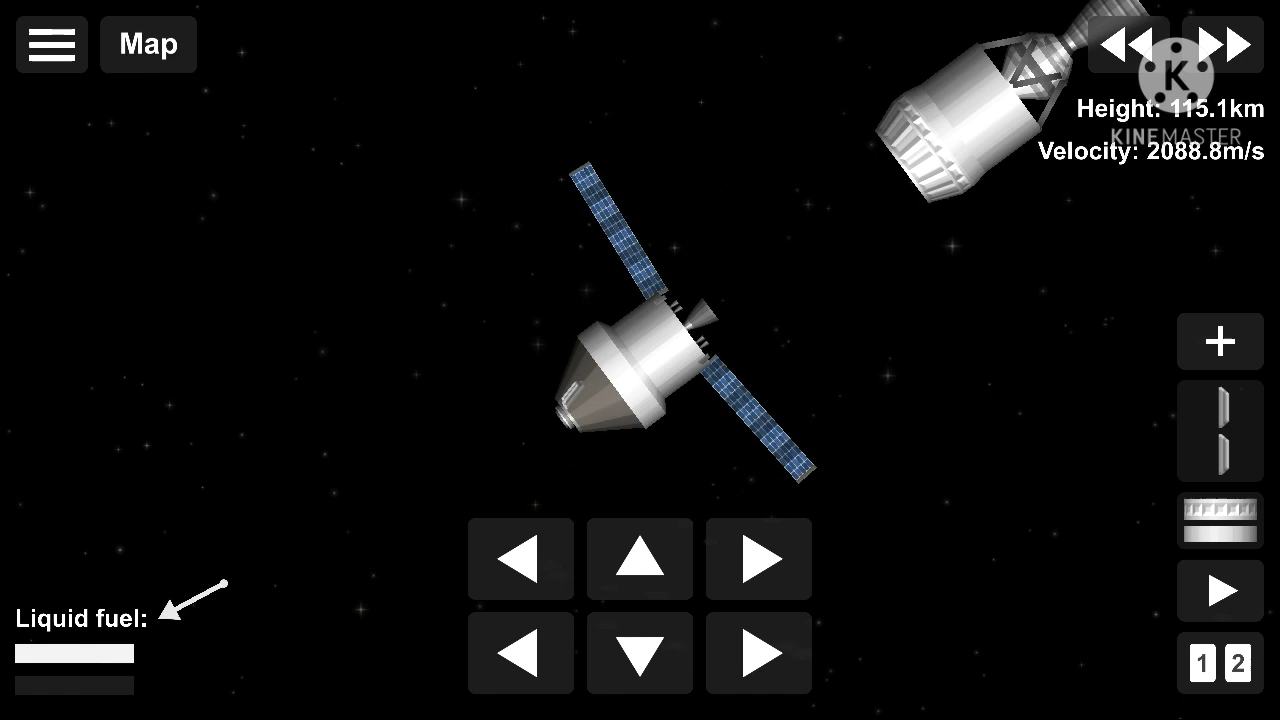 Map
K
Height: 115.1km
KINEMASTER
Velocity: 2088.8m/s
Liquid fuel:
1 2